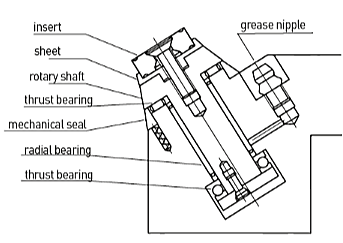 insert
grease nipple
sheet
rotary shaft
thrust bearing
mechanical seal
radial bearing
thrust bearing